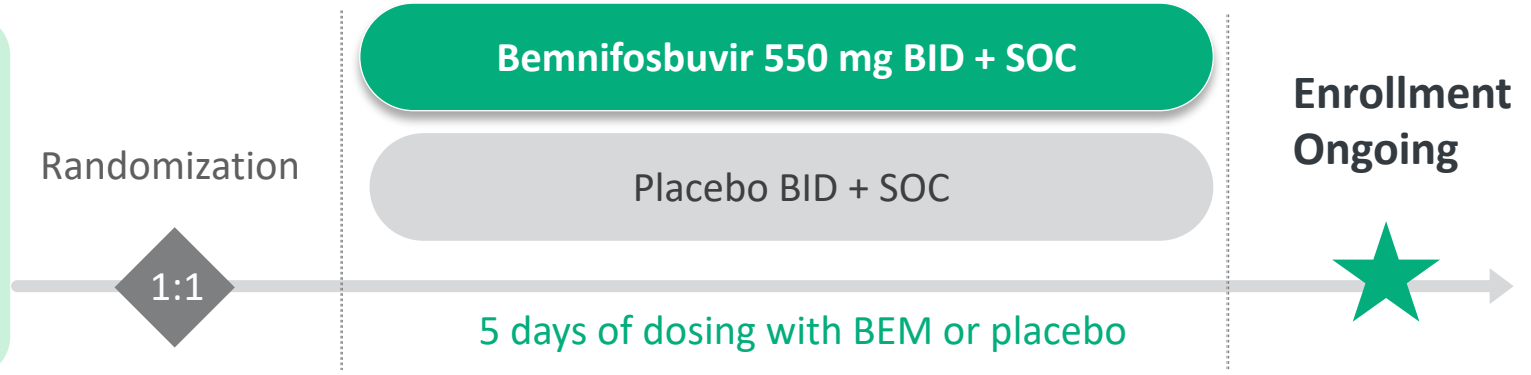 Randomization
1:1
Bemnifosbuvir 550 mg BID + SOC
Placebo BID + SOC
5 days of dosing with BEM or placebo
Enrollment
Ongoing